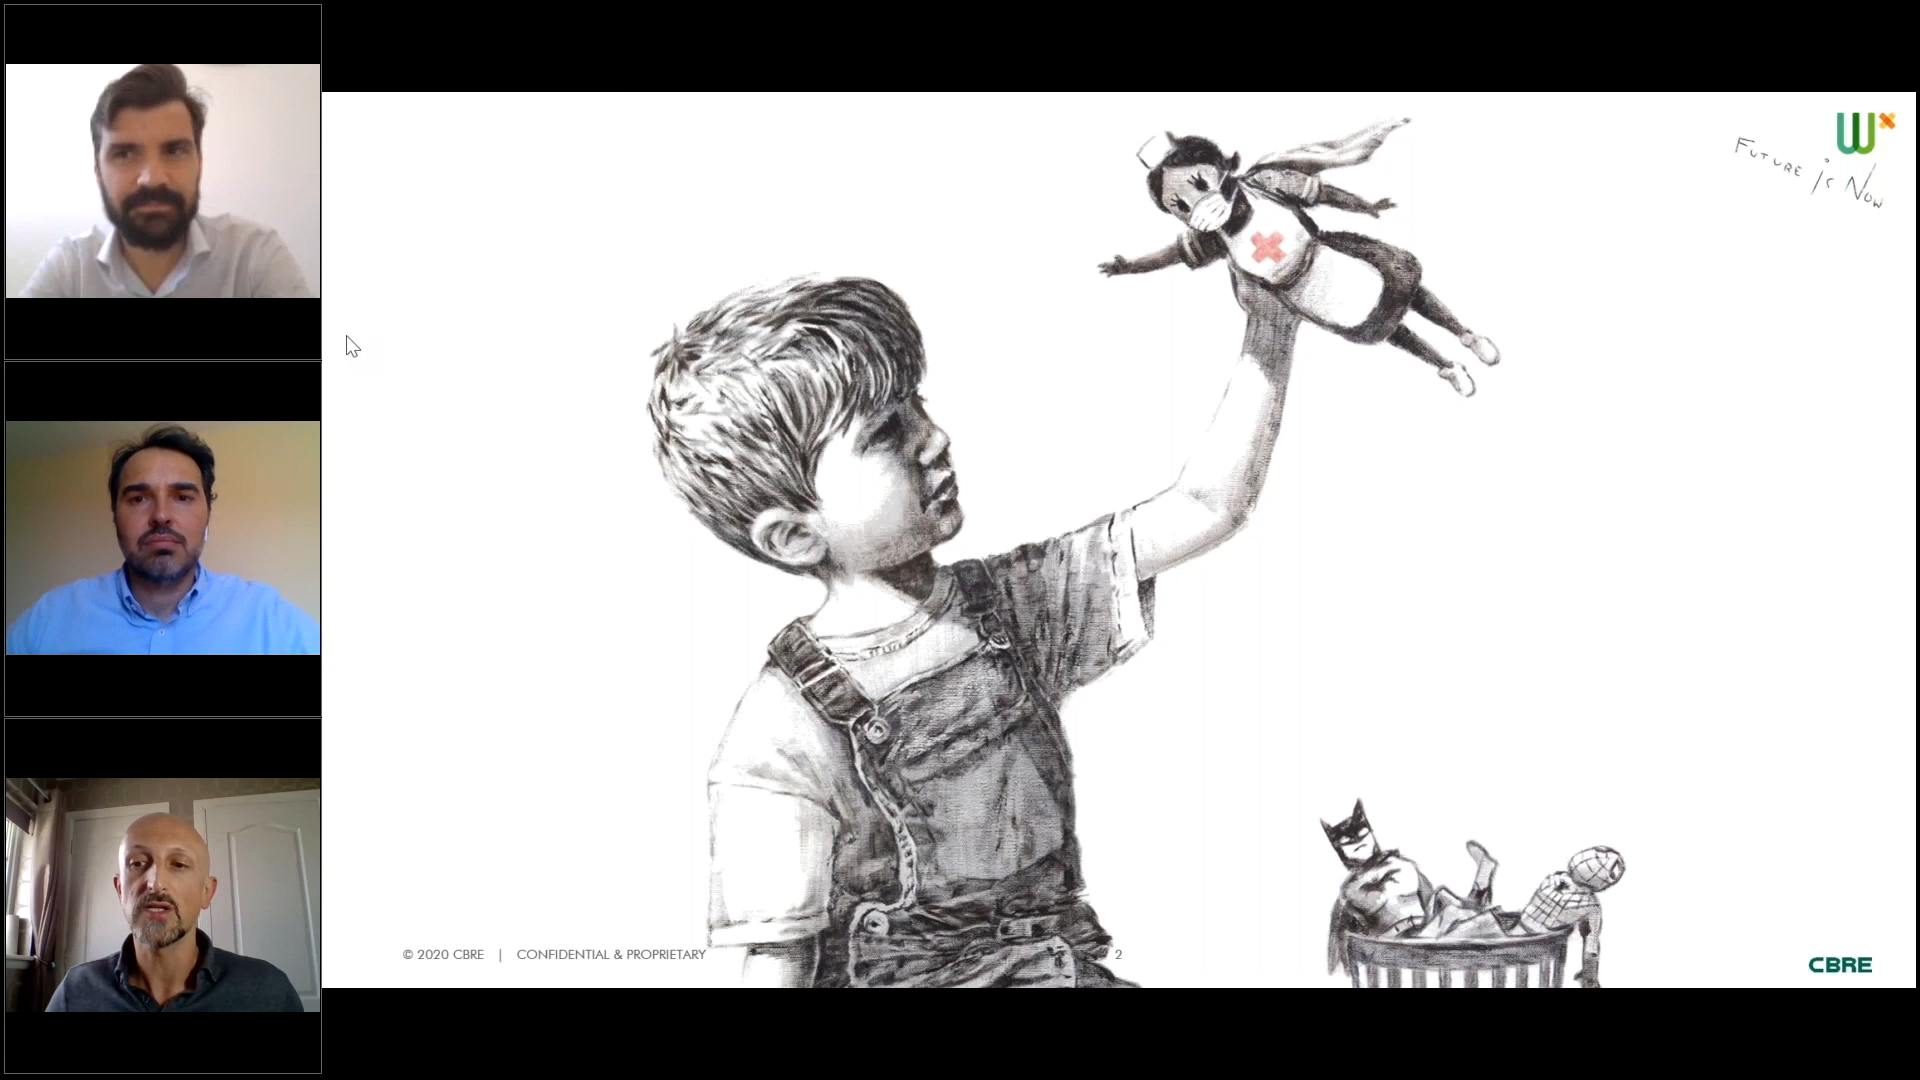 W
FUTURE is Now
© 2020 CBRE | CONFIDENTIAL & PROPRIETARY
2
CBRE